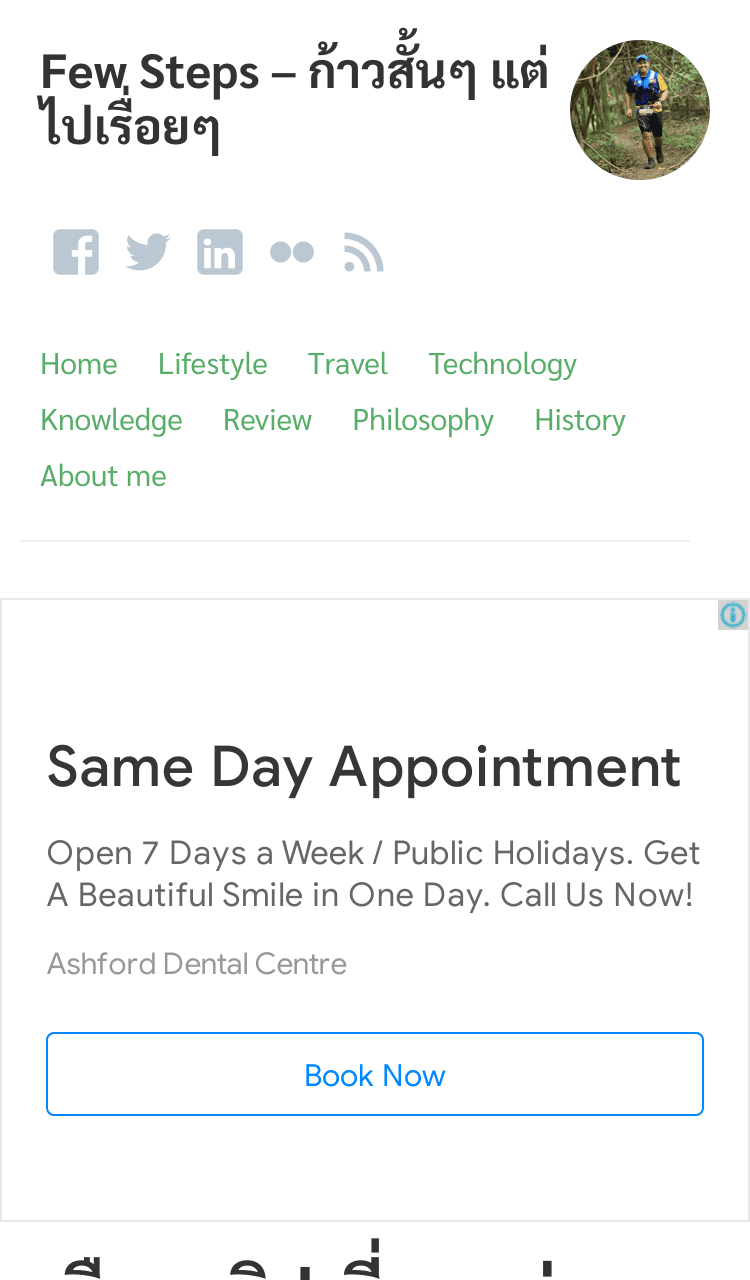 Few Steps – ก้าวสั้นๆ แต่
ไปเรื่อยๆ
Home Lifestyle Travel Technology
Knowledge Review Philosophy History
About me
Same Day Appointment
Open 7 Days a Week / Public Holidays. Get
A Beautiful Smile in One Day. Call Us Now!
Ashford Dental Centre
Book Now